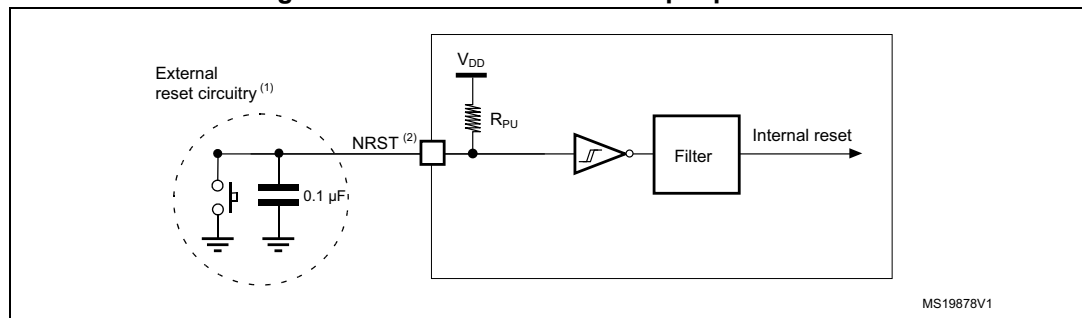 External
reset circuitry (1)
VDD
RPU
NRST (2)
Internal reset
Filter
0.1 µF
MS19878V1